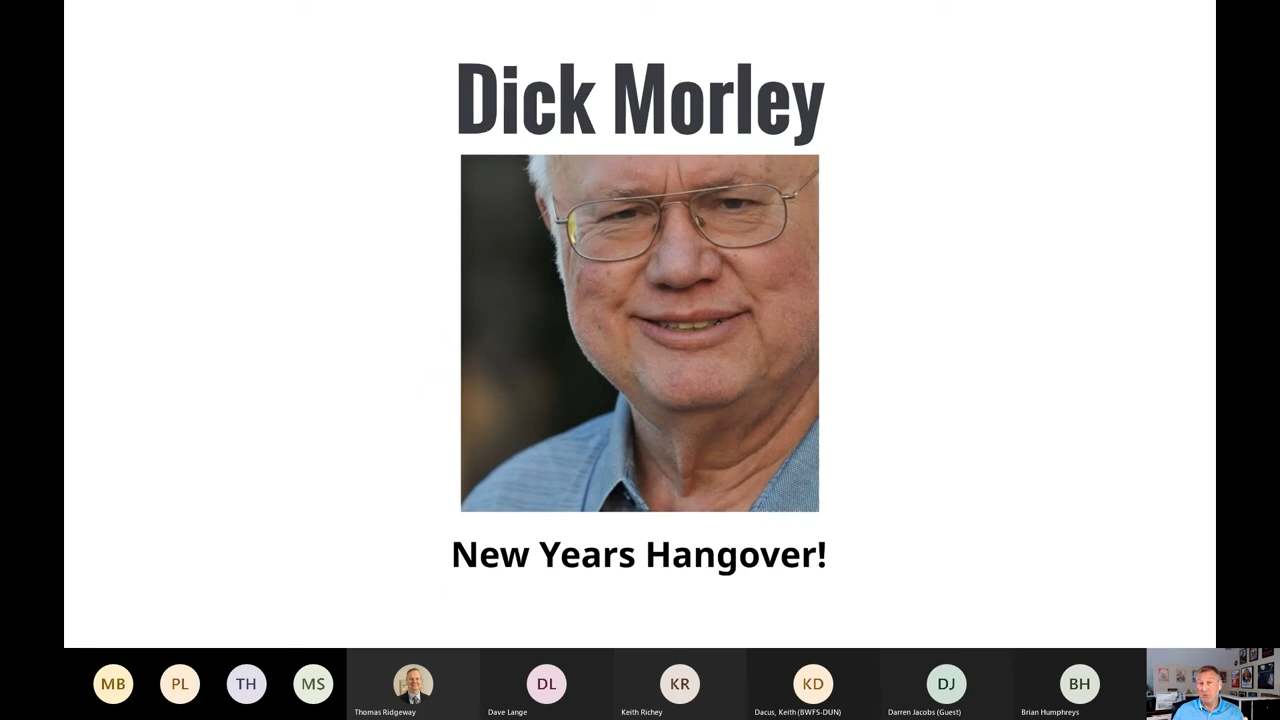 Dick Morley
New Years Hangover!
MB
PL
TH
MS
DL
KR
KD
DJ
BH
Thomas Ridgeway
Dave Lange
Keith Richey
Dacus, Keith (BWFS-DUN)
Darren Jacobs (Guest)
Brian Humphreys